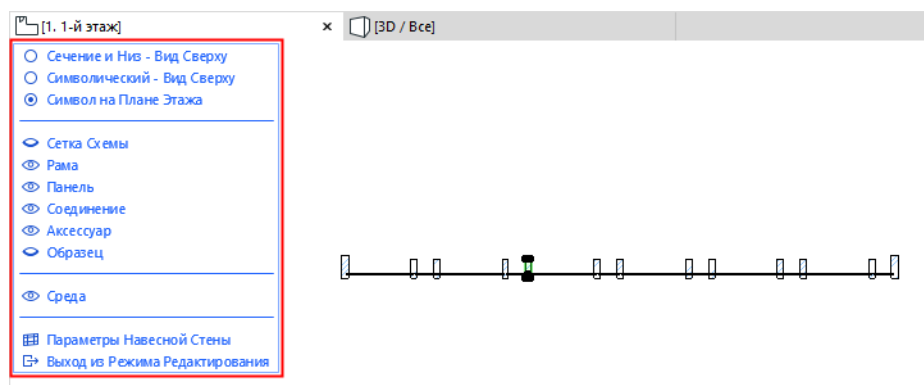 [1. 1-й этаж]
[3D / Все]
Сечение и Низ - Вид Сверху
Символический - Вид Сверху
Символ на Плане Этажа
Сетка Схемы
Рама
Панель
Соединение
Аксессуар
Образец
Среда
Параметры Навесной Стены
Выход из Режима Редактирования